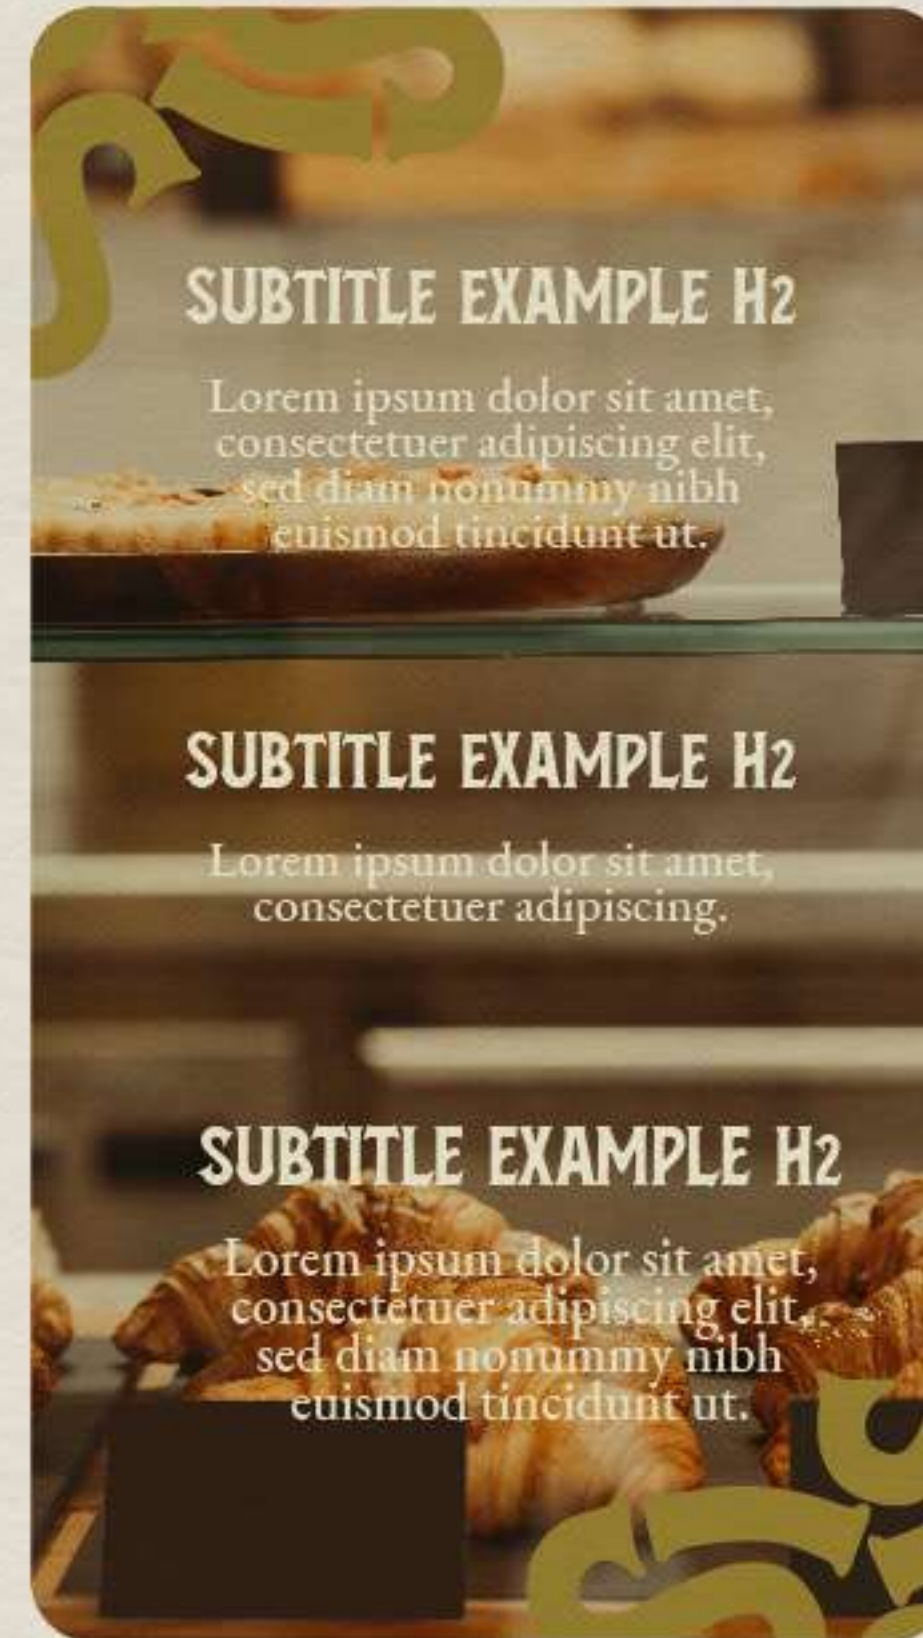 SUBTITLE EXAMPLE H2
Lorem ipsum dolor sit amet,
consectetuer adipiscing elit,
sed diam nonummy nibh
euismod tincidunt ut.
SUBTITLE EXAMPLE H2
Lorem ipsum dolor sit amet,
consectetuer adipiscing.
SUBTITLE EXAMPLE H2
Lorem ipsum dolor sit amet,
consectetuer adipiscing elit,
sed diam nonummy nibh
euismod tincidunt ut.